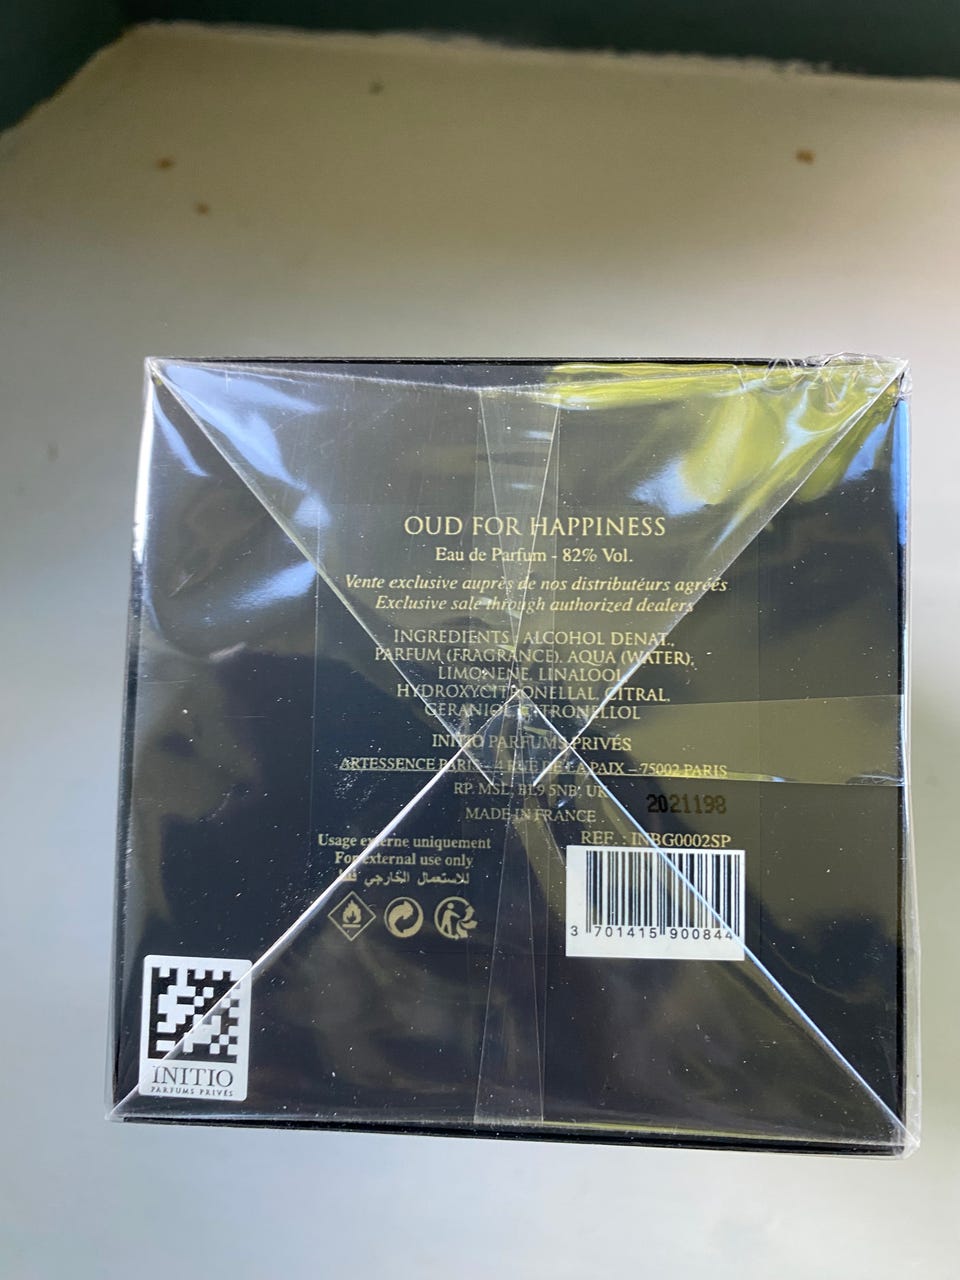 OUD FOR HAPPINESS
Eau de Parfum - 82% Vol.
Vente exclusive auprès de nos distributeurs agréés
Exclusive sale through authorized dealers
INGREDIENTS : ALCOHOL DENAT.,
PARFUM (FRAGRANCE), AQUA (WATER),
LIMONENE, LINALOOL,
HYDROXYCITRONELLAL, CITRAL,
GERANIOL, CITRONELLOL
INITIO PARFUMS PRIVÉS
ARTESSENCE PARIS - 4 RUE DE LA PAIX – 75002 PARIS
RP. MSL, BL9 5NB, UK
2021198
MADE IN FRANCE
REF. : INBG0002SP
Usage externe uniquement
For external use only
للاستعمال الخارجي فقط
3 701415 900844
INITIO
PARFUMS PRIVÉS